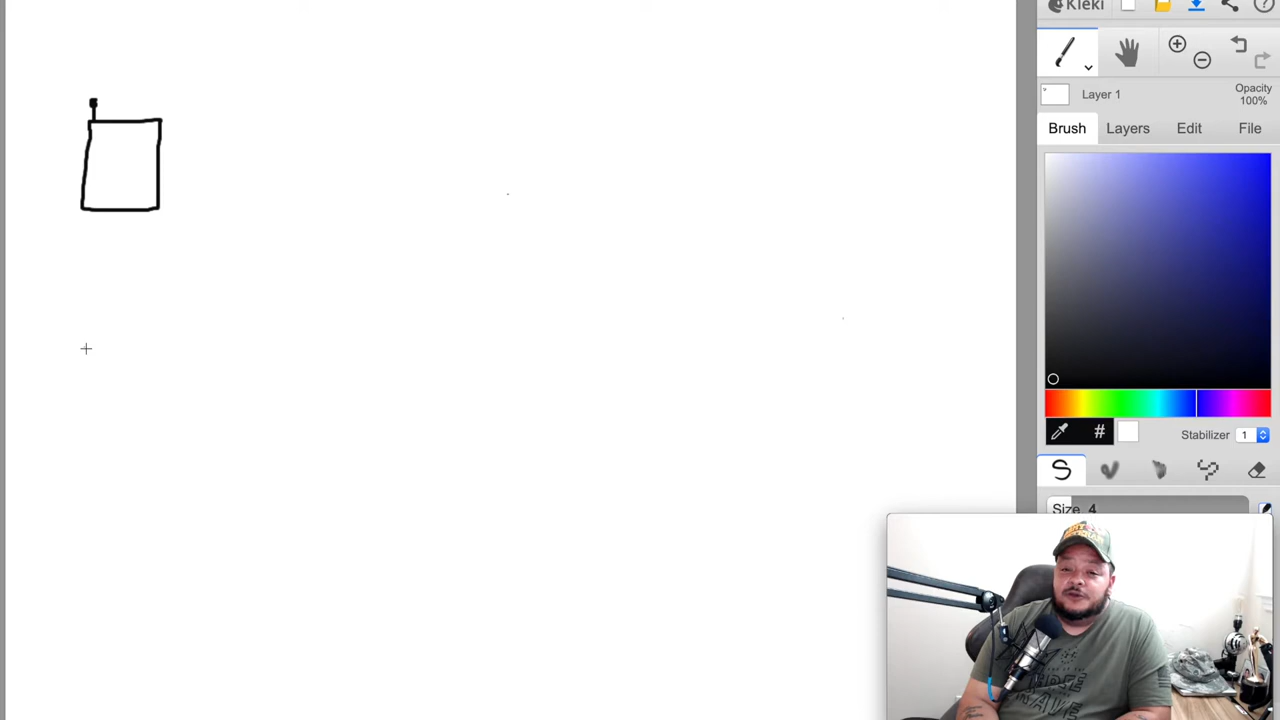 Kleki
Layer 1
Opacity
100%
Brush
Layers
Edit
File
#
Stabilizer
1
Size 4